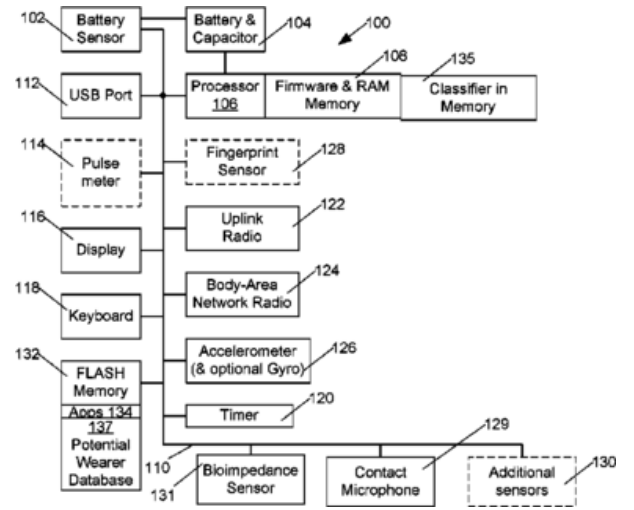 102
Battery
Sensor
Battery &
Capacitor
104
100
112
USB Port
Processor
106
Firmware & RAM
Memory
106
Classifier in
Memory
135
114
Pulse
meter
Fingerprint
Sensor
128
116
Display
Uplink
Radio
122
118
Keyboard
Body-Area
Network Radio
124
132
FLASH
Memory
Apps 134
137
Potential
Wearer
Database
Accelerometer
(& optional Gyro)
126
Timer
120
110
131
Bioimpedance
Sensor
Contact
Microphone
129
Additional
sensors
130